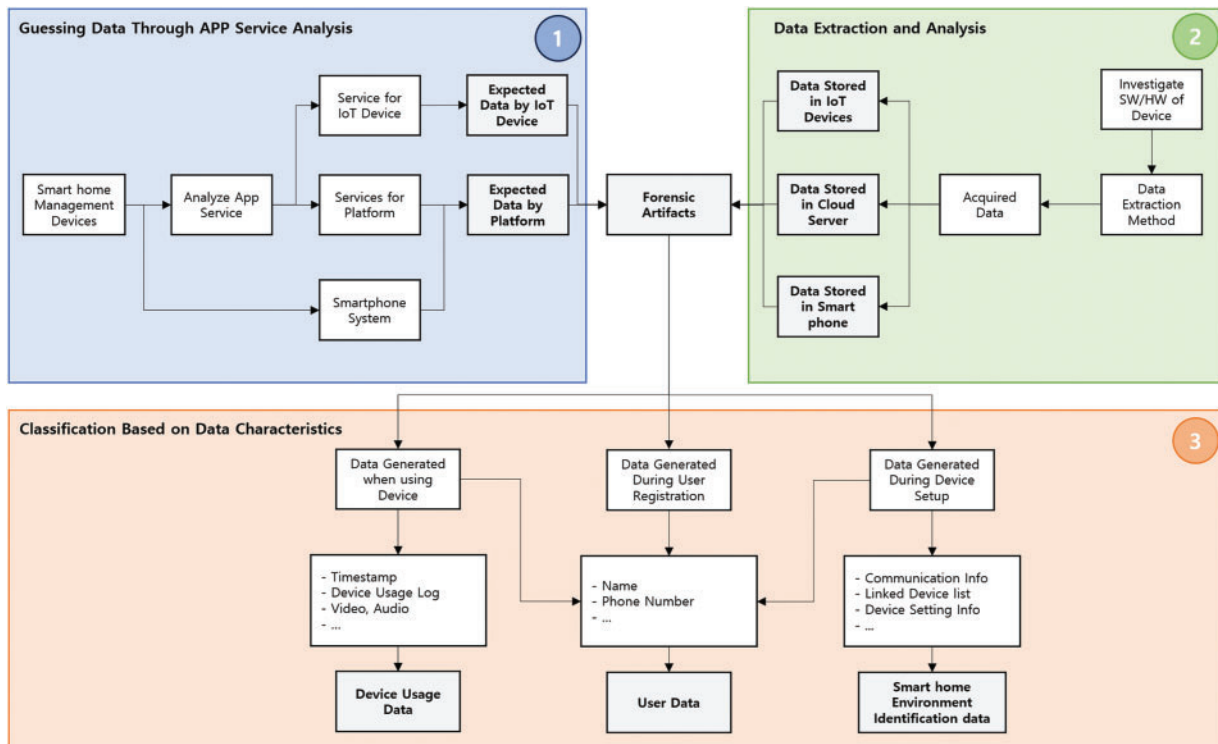 Guessing Data Through APP Service Analysis
1
Service for
IoT Device
Expected
Data by IoT
Device
Smart home
Management
Devices
Analyze App
Service
Services for
Platform
Expected
Data by
Platform
Smartphone
System
Forensic
Artifacts
Data Extraction and Analysis
2
Data Stored
in IoT
Devices
Investigate
SW/HW of
Device
Data Stored
in Cloud
Server
Acquired
Data
Data
Extraction
Method
Data Stored
in Smart
phone
Classification Based on Data Characteristics
3
Data Generated
when using
Device
Data Generated
During User
Registration
Data Generated
During Device
Setup
- Timestamp
- Device Usage Log
- Video, Audio
- ...
- Name
- Phone Number
- ...
- Communication Info
- Linked Device list
- Device Setting Info
- ...
Device Usage
Data
User Data
Smart home
Environment
Identification data